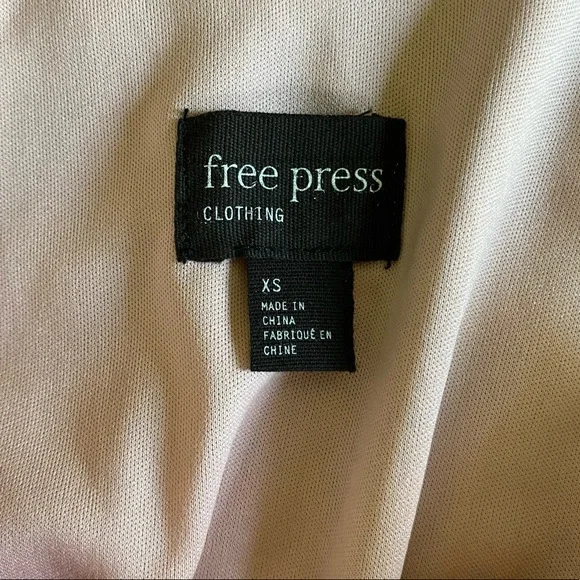 free press
CLOTHING
XS
MADE IN
CHINA
FABRIQUÉ EN
CHINE